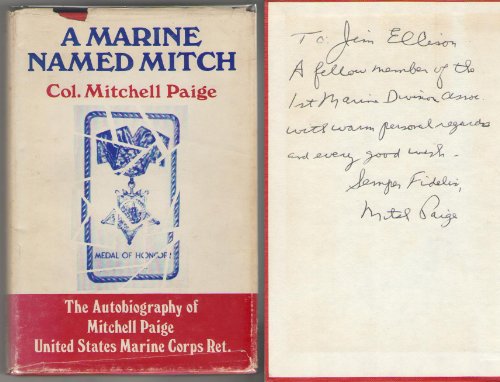 A MARINE
NAMED MITCH
Col. Mitchell Paige
MEDAL OF HONOR
The Autobiography of
Mitchell Paige
United States Marine Corps Ret.
To: Jim Ellison
A fellow member of the
1st Marine Division Assoc.
with warm personal regards
and every good wish -
Semper Fidelis,
Mitch Paige